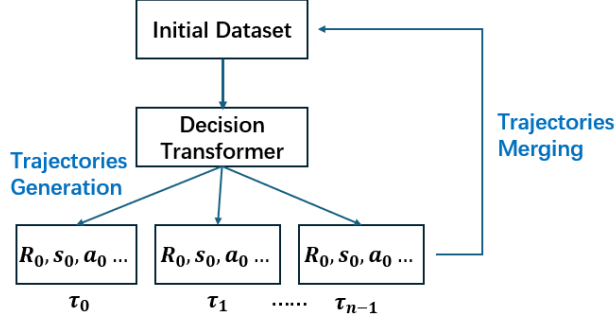 Initial Dataset
Decision
Transformer
Trajectories
Generation
Trajectories
Merging
R₀, s₀, a₀ ...
R₀, s₀, a₀ ...
R₀, s₀, a₀ ...
τ₀
τ₁
......
τₙ₋₁